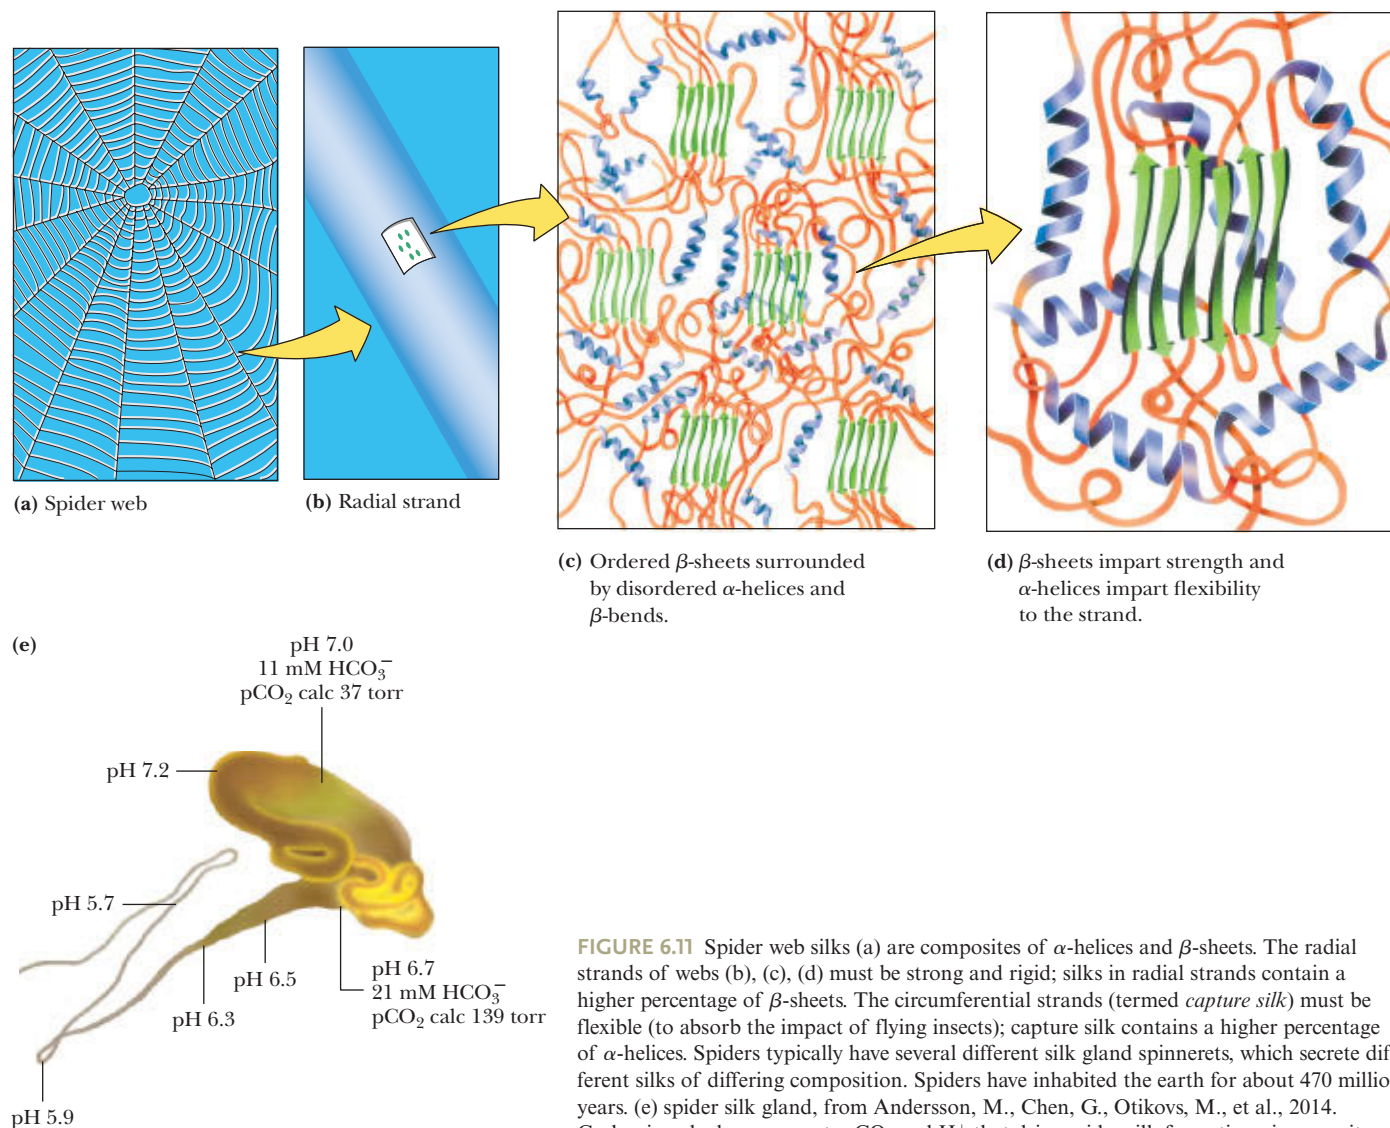 (a) Spider web
(b) Radial strand
(c) Ordered β-sheets surrounded
by disordered α-helices and
β-bends.
(d) β-sheets impart strength and
α-helices impart flexibility
to the strand.
(e)
pH 7.0
11 mM HCO₃⁻
pCO₂ calc 37 torr
pH 7.2
pH 5.7
pH 6.5
pH 6.3
pH 6.7
21 mM HCO₃⁻
pCO₂ calc 139 torr
pH 5.9
FIGURE 6.11 Spider web silks (a) are composites of α-helices and β-sheets. The radial
strands of webs (b), (c), (d) must be strong and rigid; silks in radial strands contain a
higher percentage of β-sheets. The circumferential strands (termed capture silk) must be
flexible (to absorb the impact of flying insects); capture silk contains a higher percentage
of α-helices. Spiders typically have several different silk gland spinnerets, which secrete dif
ferent silks of differing composition. Spiders have inhabited the earth for about 470 millio
years. (e) spider silk gland, from Andersson, M., Chen, G., Otikovs, M., et al., 2014.